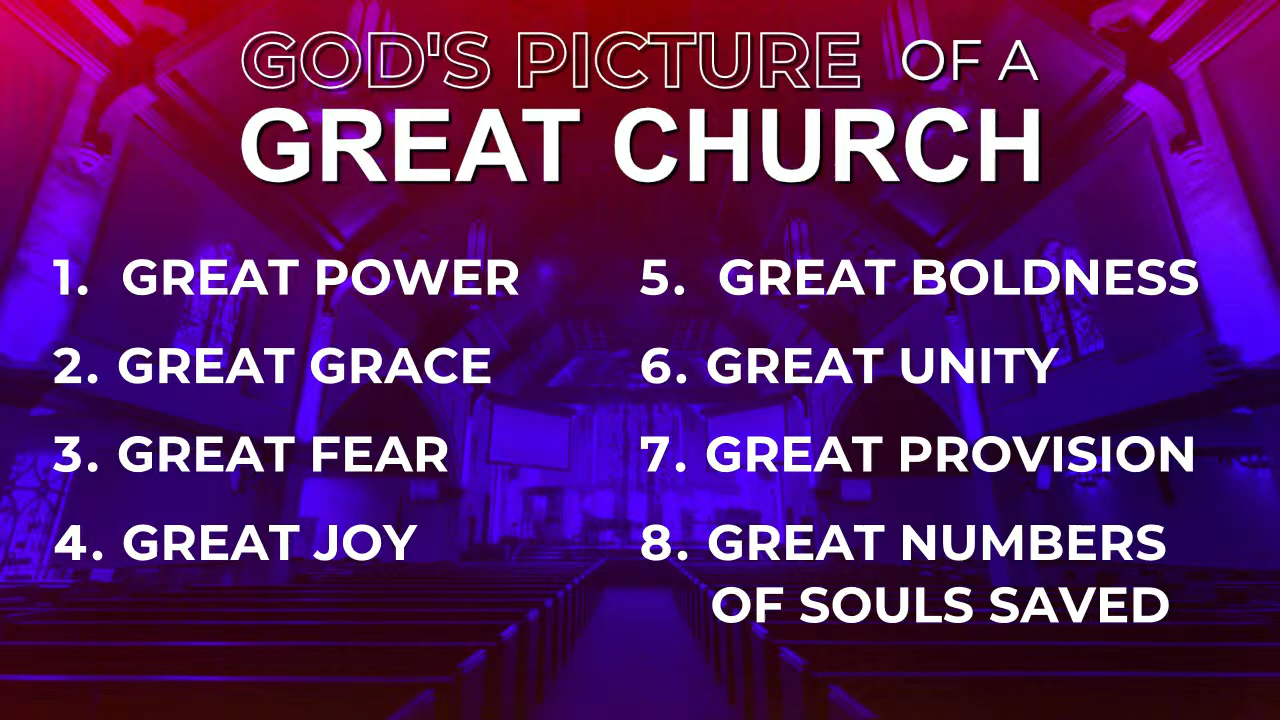 GOD'S PICTURE OF A
GREAT CHURCH
1. GREAT POWER
2. GREAT GRACE
3. GREAT FEAR
4. GREAT JOY
5. GREAT BOLDNESS
6. GREAT UNITY
7. GREAT PROVISION
8. GREAT NUMBERS
OF SOULS SAVED